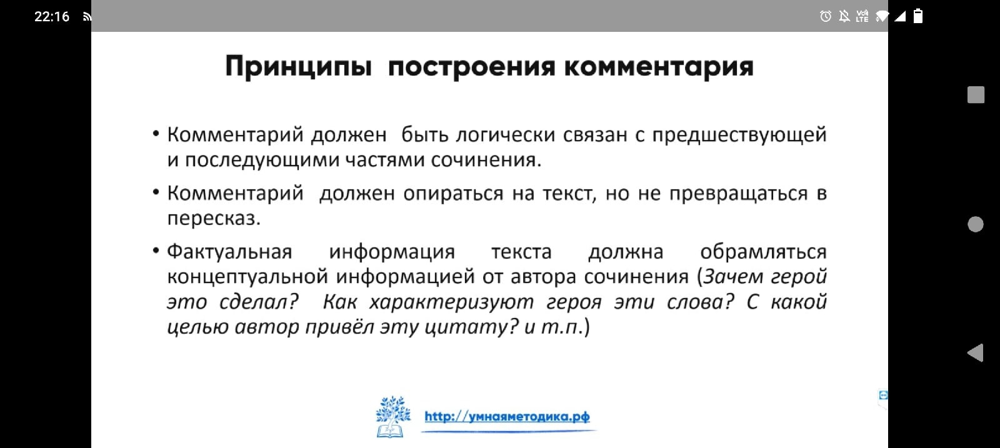 22:16
Vo)) LTE
Принципы построения комментария
• Комментарий должен быть логически связан с предшествующей
и последующими частями сочинения.
• Комментарий должен опираться на текст, но не превращаться в
пересказ.
• Фактуальная информация текста должна обрамляться
концептуальной информацией от автора сочинения (Зачем герой
это сделал? Как характеризуют героя эти слова? С какой
целью автор привёл эту цитату? и т.п.)
http://умнаяметодика.рф